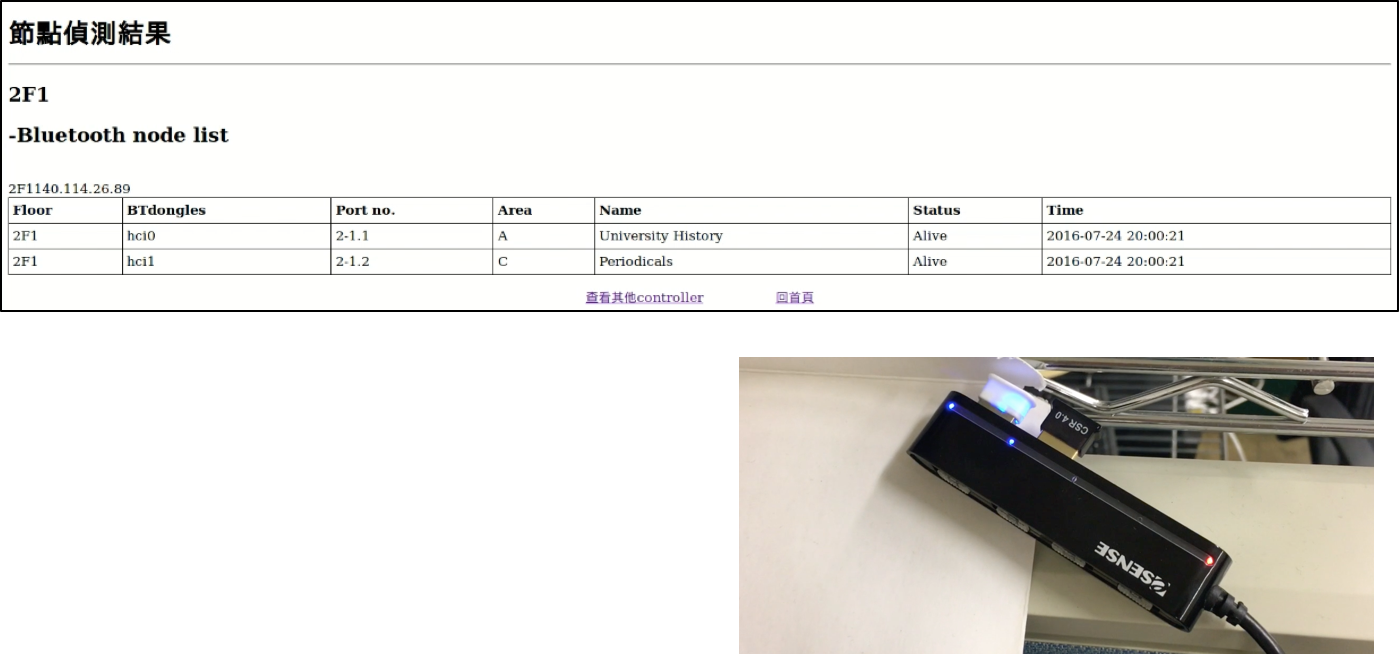 節點偵測結果
2F1
-Bluetooth node list
2F1140.114.26.89
Floor BTdongles Port no. Area Name Status Time
2F1 hci0 2-1.1 A University History Alive 2016-07-24 20:00:21
2F1 hci1 2-1.2 C Periodicals Alive 2016-07-24 20:00:21
查看其他controller 回首頁
CSR 4.0
ESENSE